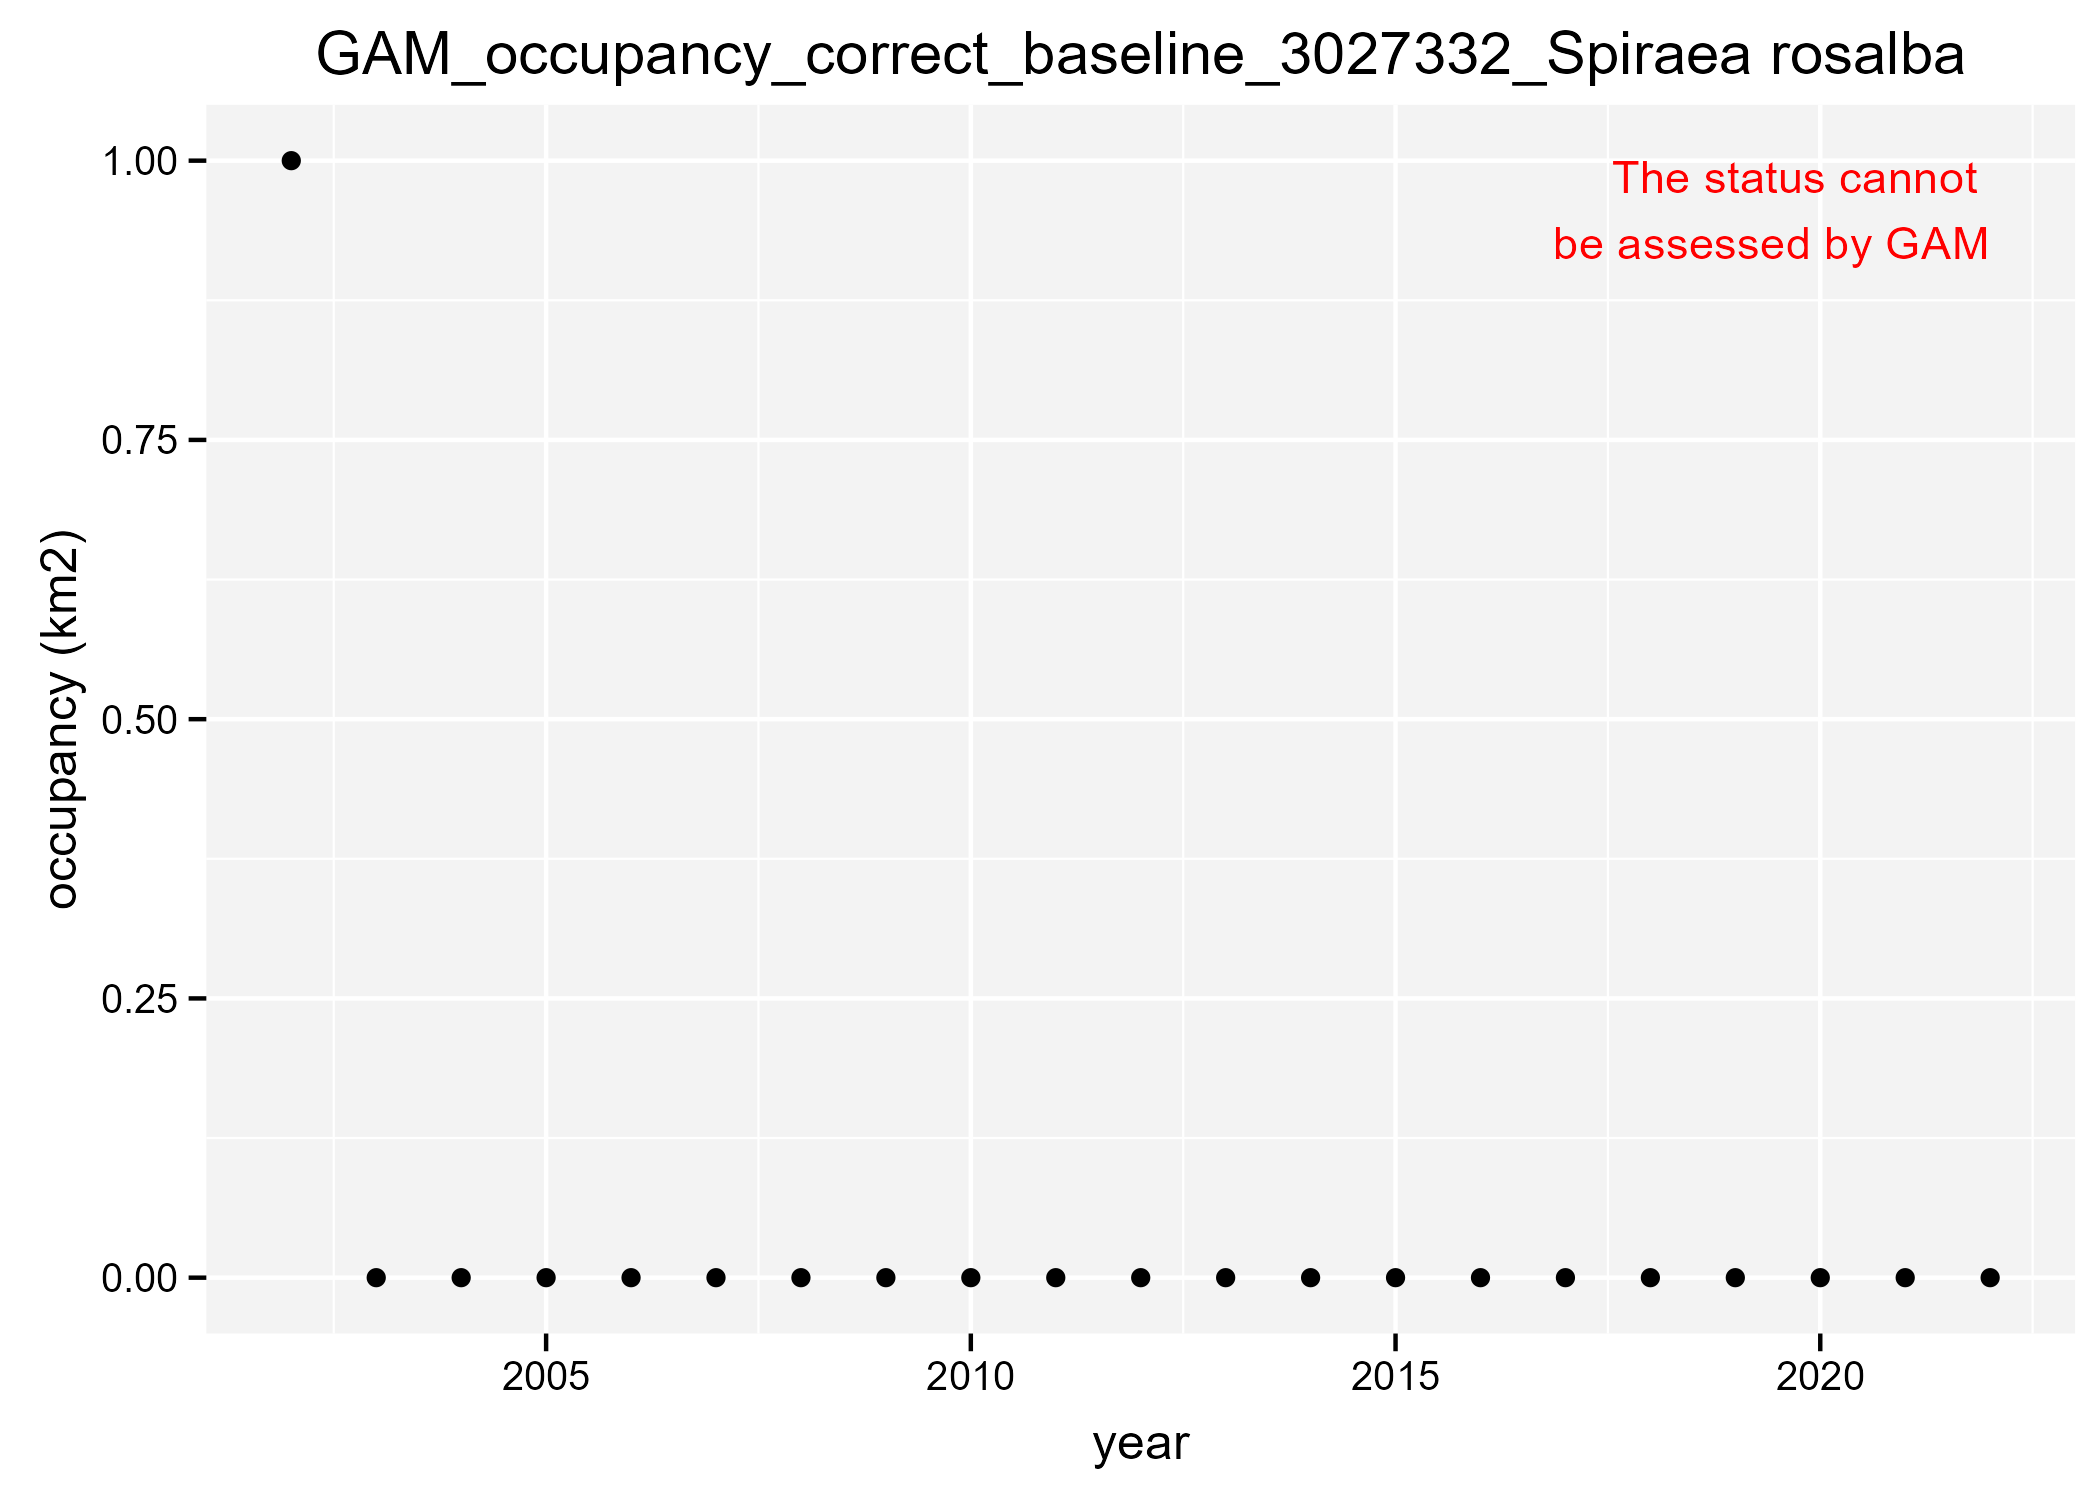 GAM_occupancy_correct_baseline_3027332_Spiraea rosalba
The status cannot
be assessed by GAM
occupancy (km2)
1.00
0.75
0.50
0.25
0.00
2005 2010 2015 2020
year